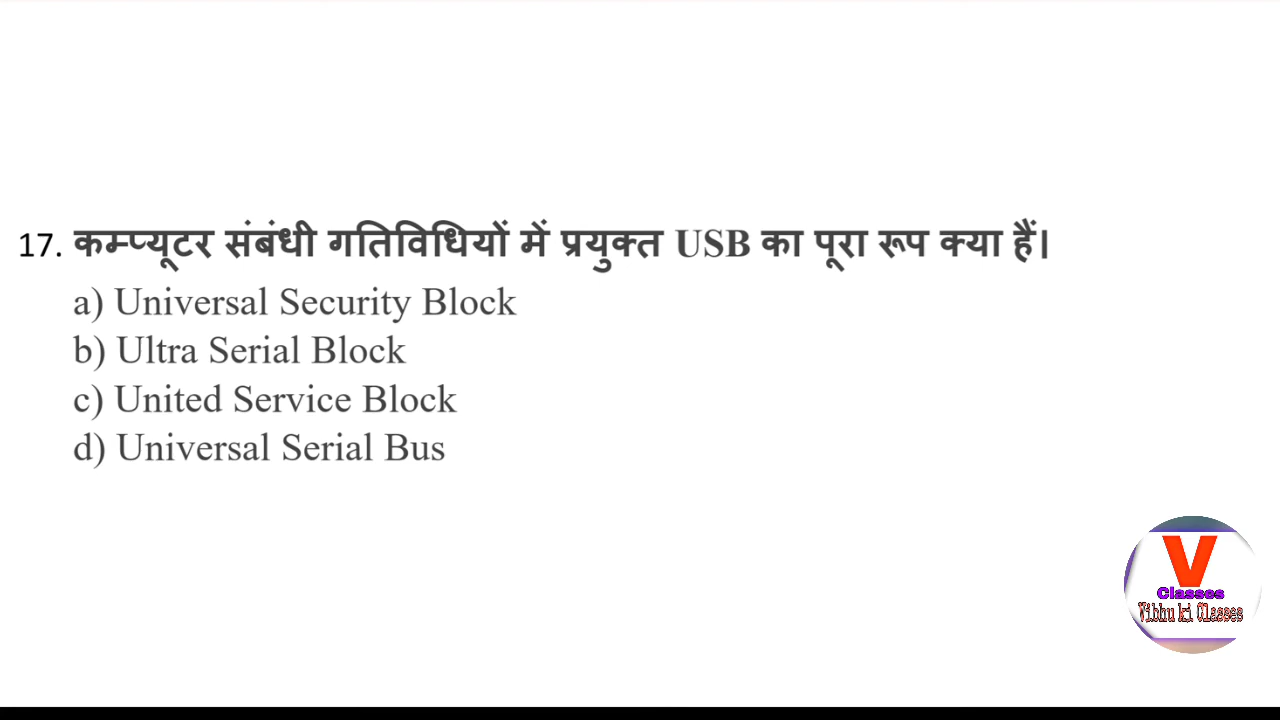 17. कम्प्यूटर संबंधी गतिविधियों में प्रयुक्त USB का पूरा रूप क्या हैं।
a) Universal Security Block
b) Ultra Serial Block
c) United Service Block
d) Universal Serial Bus
V
Classes
Vibhu ki Classes